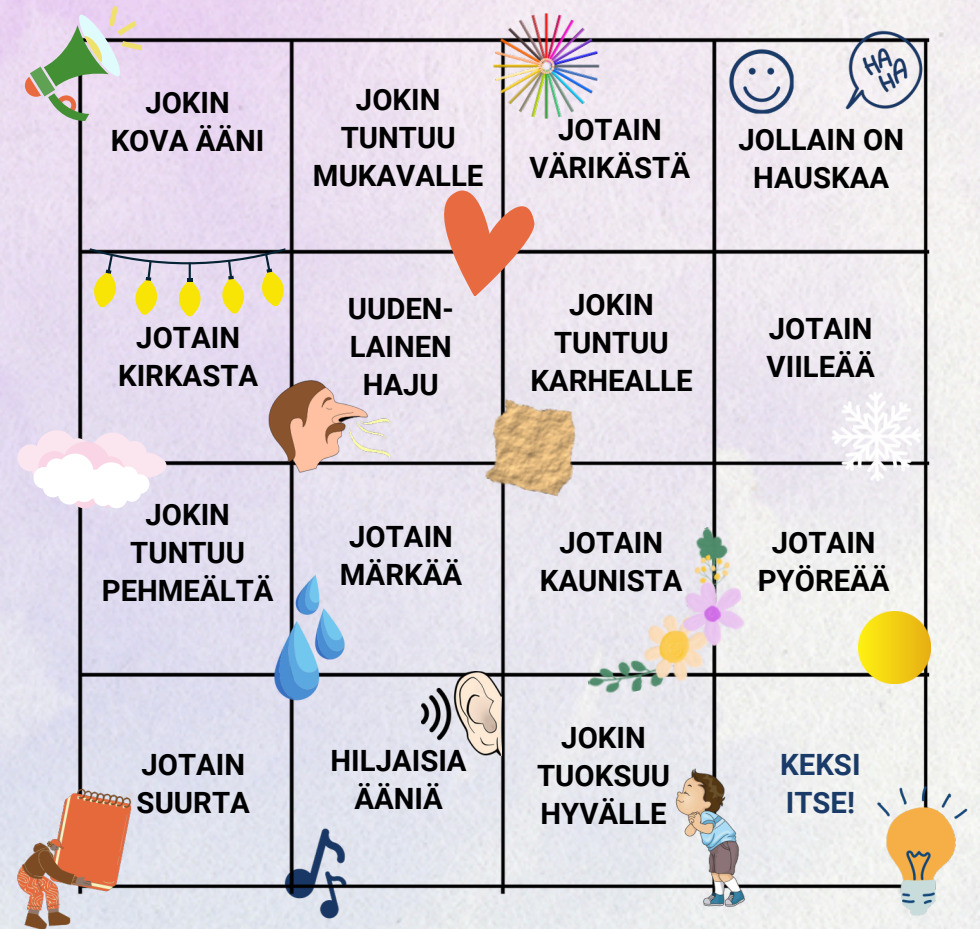 JOKIN
KOVA ÄÄNI
JOKIN
TUNTUU
MUKAVALLE
JOTAIN
VÄRIKÄSTÄ
HA
HA
JOLLAIN ON
HAUSKAA
JOTAIN
KIRKASTA
UUDEN-
LAINEN
HAJU
JOKIN
TUNTUU
KARHEALLE
JOTAIN
VIILEÄÄ
JOKIN
TUNTUU
PEHMEÄLTÄ
JOTAIN
MÄRKÄÄ
JOTAIN
KAUNISTA
JOTAIN
PYÖREÄÄ
JOTAIN
SUURTA
HILJAISIA
ÄÄNIÄ
JOKIN
TUOKSUU
HYVÄLLE
KEKSI
ITSE!